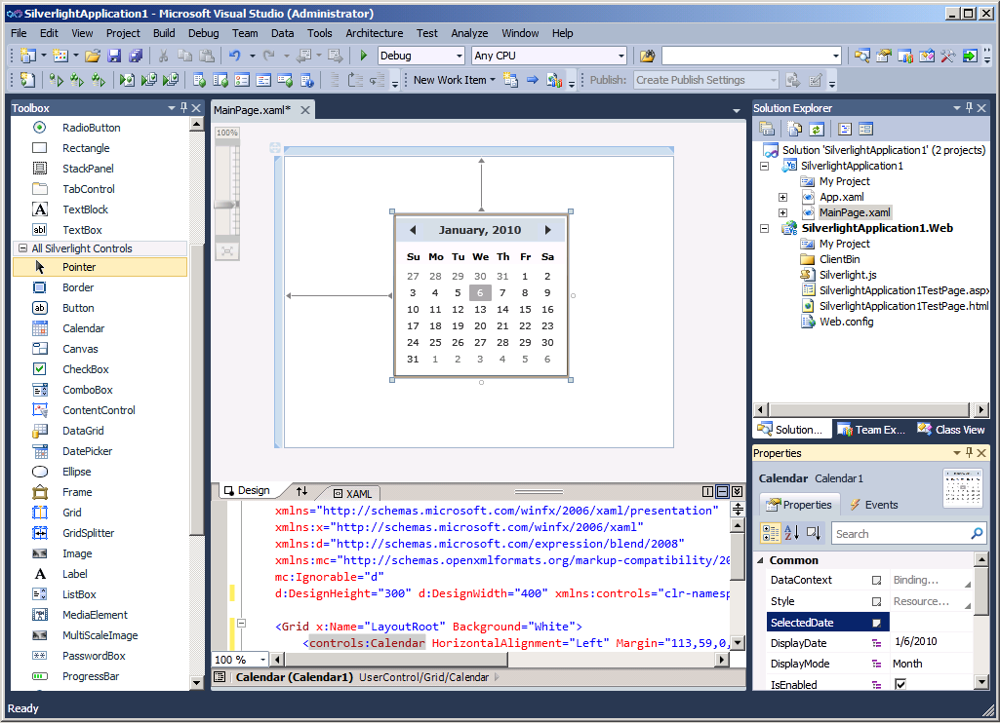 SilverlightApplication1 - Microsoft Visual Studio (Administrator)
File Edit View Project Build Debug Team Data Tools Architecture Test Analyze Window Help
Debug Any CPU
New Work Item Publish: Create Publish Settings
Toolbox
RadioButton
Rectangle
StackPanel
TabControl
TextBlock
TextBox
All Silverlight Controls
Pointer
Border
Button
Calendar
Canvas
CheckBox
ComboBox
ContentControl
DataGrid
DatePicker
Ellipse
Frame
Grid
GridSplitter
Image
Label
ListBox
MediaElement
MultiScaleImage
PasswordBox
ProgressBar
MainPage.xaml*
100%
January, 2010
Su Mo Tu We Th Fr Sa
27 28 29 30 31 1 2
3 4 5 6 7 8 9
10 11 12 13 14 15 16
17 18 19 20 21 22 23
24 25 26 27 28 29 30
31 1 2 3 4 5 6
Design XAML
xmlns="http://schemas.microsoft.com/winfx/2006/xaml/presentation"
xmlns:x="http://schemas.microsoft.com/winfx/2006/xaml"
xmlns:d="http://schemas.microsoft.com/expression/blend/2008"
xmlns:mc="http://schemas.openxmlformats.org/markup-compatibility/20
mc:Ignorable="d"
d:DesignHeight="300" d:DesignWidth="400" xmlns:controls="clr-namesp
<Grid x:Name="LayoutRoot" Background="White">
<controls:Calendar HorizontalAlignment="Left" Margin="113,59,0,
100 %
Calendar (Calendar1) UserControl/Grid/Calendar
Solution Explorer
Solution 'SilverlightApplication1' (2 projects)
SilverlightApplication1
My Project
App.xaml
MainPage.xaml
SilverlightApplication1.Web
My Project
ClientBin
Silverlight.js
SilverlightApplication1TestPage.aspx
SilverlightApplication1TestPage.html
Web.config
Solution... Team Ex... Class View
Properties
Calendar Calendar1
Properties Events
Search
Common
DataContext Binding...
Style Resource...
SelectedDate
DisplayDate 1/6/2010
DisplayMode Month
IsEnabled
Ready